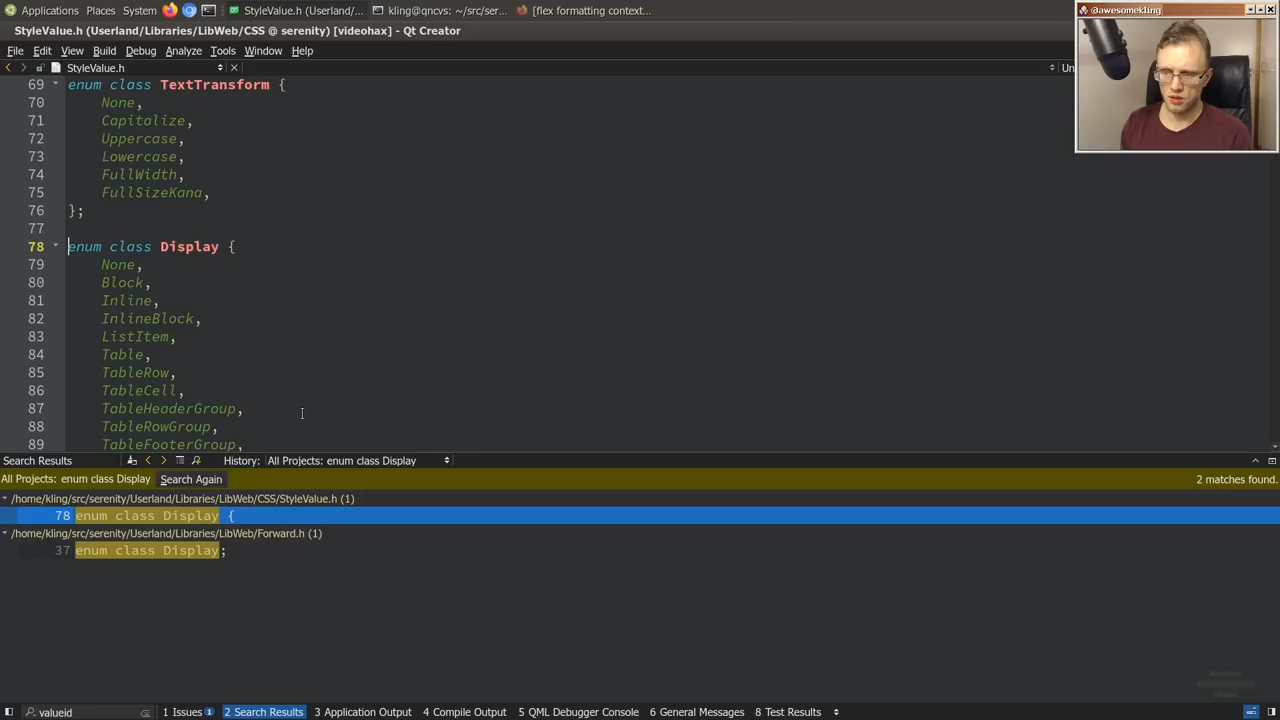 Applications Places System StyleValue.h (Userland/... kling@qncvs: ~/src/ser... [flex formatting context...
@awesomekling
StyleValue.h (Userland/Libraries/LibWeb/CSS @ serenity) [videohax] - Qt Creator
File Edit View Build Debug Analyze Tools Window Help
StyleValue.h Un
69 enum class TextTransform {
70 None,
71 Capitalize,
72 Uppercase,
73 Lowercase,
74 FullWidth,
75 FullSizeKana,
76 };
77
78 enum class Display {
79 None,
80 Block,
81 Inline,
82 InlineBlock,
83 ListItem,
84 Table,
85 TableRow,
86 TableCell,
87 TableHeaderGroup,
88 TableRowGroup,
89 TableFooterGroup,
Search Results History: All Projects: enum class Display
All Projects: enum class Display Search Again 2 matches found.
/home/kling/src/serenity/Userland/Libraries/LibWeb/CSS/StyleValue.h (1)
78 enum class Display {
/home/kling/src/serenity/Userland/Libraries/LibWeb/Forward.h (1)
37 enum class Display;
valueid 1 Issues 1 2 Search Results 3 Application Output 4 Compile Output 5 QML Debugger Console 6 General Messages 8 Test Results